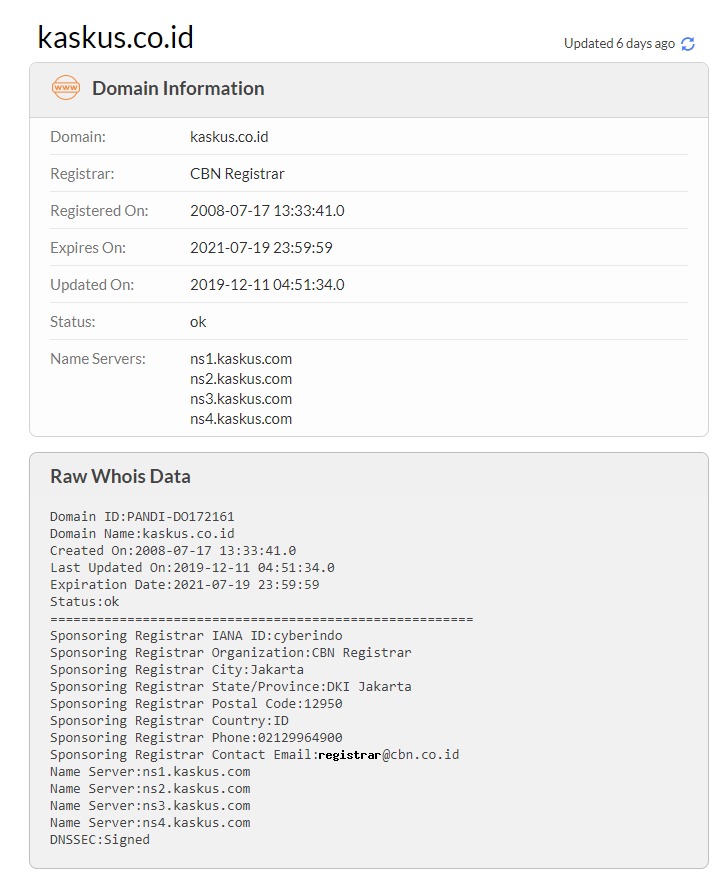 kaskus.co.id
Updated 6 days ago
www
Domain Information
Domain: kaskus.co.id
Registrar: CBN Registrar
Registered On: 2008-07-17 13:33:41.0
Expires On: 2021-07-19 23:59:59
Updated On: 2019-12-11 04:51:34.0
Status: ok
Name Servers: ns1.kaskus.com
ns2.kaskus.com
ns3.kaskus.com
ns4.kaskus.com
Raw Whois Data
Domain ID:PANDI-DO172161
Domain Name:kaskus.co.id
Created On:2008-07-17 13:33:41.0
Last Updated On:2019-12-11 04:51:34.0
Expiration Date:2021-07-19 23:59:59
Status:ok
=======================================================
Sponsoring Registrar IANA ID:cyberindo
Sponsoring Registrar Organization:CBN Registrar
Sponsoring Registrar City:Jakarta
Sponsoring Registrar State/Province:DKI Jakarta
Sponsoring Registrar Postal Code:12950
Sponsoring Registrar Country:ID
Sponsoring Registrar Phone:02129964900
Sponsoring Registrar Contact Email:registrar@cbn.co.id
Name Server:ns1.kaskus.com
Name Server:ns2.kaskus.com
Name Server:ns3.kaskus.com
Name Server:ns4.kaskus.com
DNSSEC:Signed